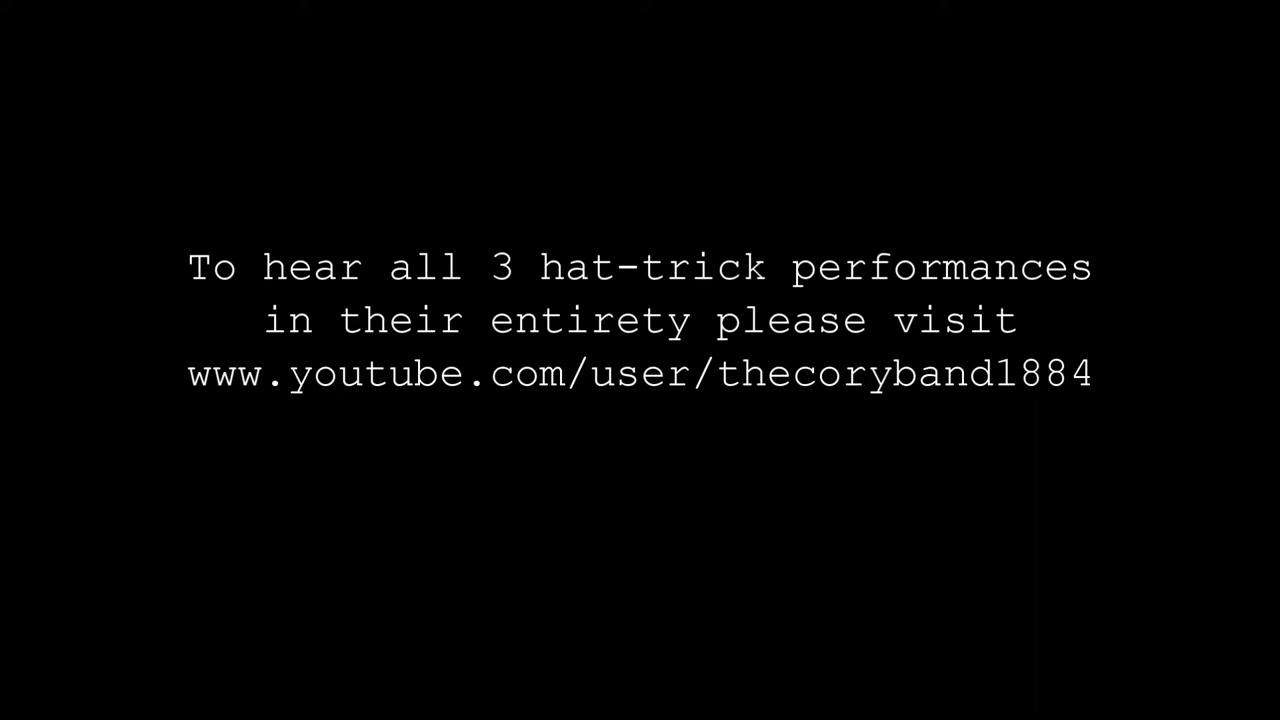 To hear all 3 hat-trick performances
in their entirety please visit
www.youtube.com/user/thecoryband1884